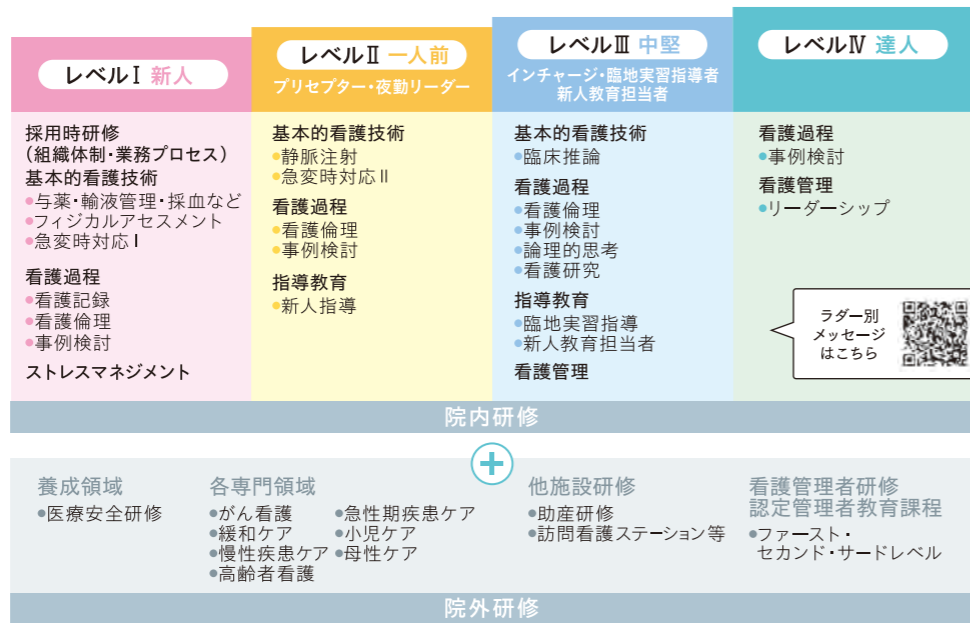 レベルⅠ 新人
採用時研修
(組織体制・業務プロセス)
基本的看護技術
•与薬・輸液管理・採血など
•フィジカルアセスメント
•急変時対応Ⅰ
看護過程
•看護記録
•看護倫理
•事例検討
ストレスマネジメント
レベルⅡ 一人前
プリセプター・夜勤リーダー
基本的看護技術
•静脈注射
•急変時対応Ⅱ
看護過程
•看護倫理
•事例検討
指導教育
•新人指導
レベルⅢ 中堅
インチャージ・臨地実習指導者
新人教育担当者
基本的看護技術
•臨床推論
看護過程
•看護倫理
•事例検討
•論理的思考
•看護研究
指導教育
•臨地実習指導
•新人教育担当者
看護管理
レベルⅣ 達人
看護過程
•事例検討
看護管理
•リーダーシップ
ラダー別
メッセージ
はこちら
院内研修
+
養成領域
•医療安全研修
各専門領域
•がん看護
•緩和ケア
•慢性疾患ケア
•高齢者看護
•急性期疾患ケア
•小児ケア
•母性ケア
他施設研修
•助産研修
•訪問看護ステーション等
看護管理者研修
認定管理者教育課程
•ファースト・
セカンド・サードレベル
院外研修